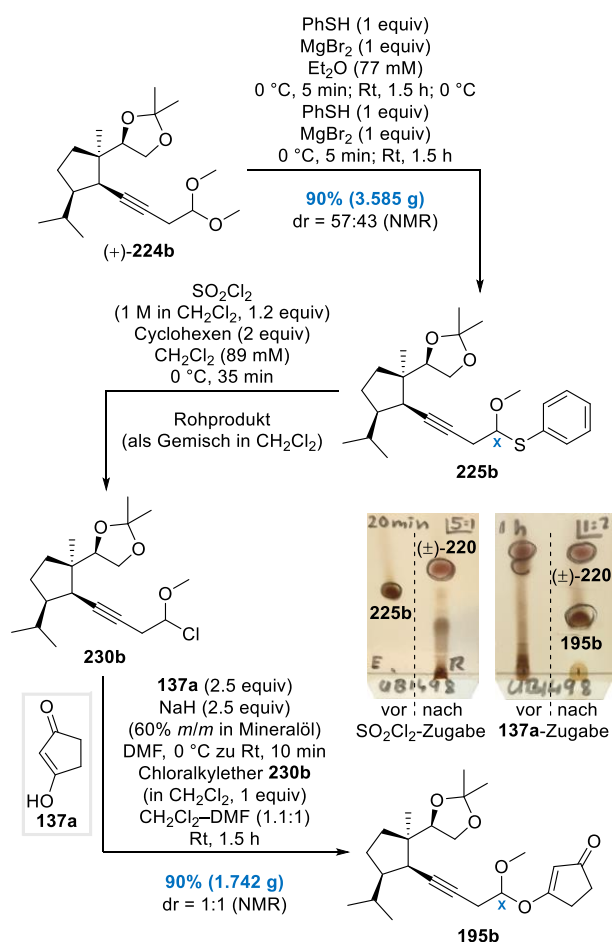 PhSH (1 equiv)
MgBr2 (1 equiv)
Et2O (77 mM)
0 °C, 5 min; Rt, 1.5 h; 0 °C
PhSH (1 equiv)
MgBr2 (1 equiv)
0 °C, 5 min; Rt, 1.5 h
90% (3.585 g)
dr = 57:43 (NMR)
O
O
O
O
(+)-224b
SO2Cl2
(1 M in CH2Cl2, 1.2 equiv)
Cyclohexen (2 equiv)
CH2Cl2 (89 mM)
0 °C, 35 min
Rohprodukt
(als Gemisch in CH2Cl2)
O
O
O
x
S
225b
O
O
O
Cl
230b
20min
5=1
(±)-220
225b
E.
R
UB1498
vor
nach
SO2Cl2-Zugabe
1h
(±)-220
195b
vor
nach
137a-Zugabe
O
HO
137a
137a (2.5 equiv)
NaH (2.5 equiv)
(60% m/m in Mineralöl)
DMF, 0 °C zu Rt, 10 min
Chloralkylether 230b
(in CH2Cl2, 1 equiv)
CH2Cl2–DMF (1.1:1)
Rt, 1.5 h
90% (1.742 g)
dr = 1:1 (NMR)
O
O
O
x
O
O
195b